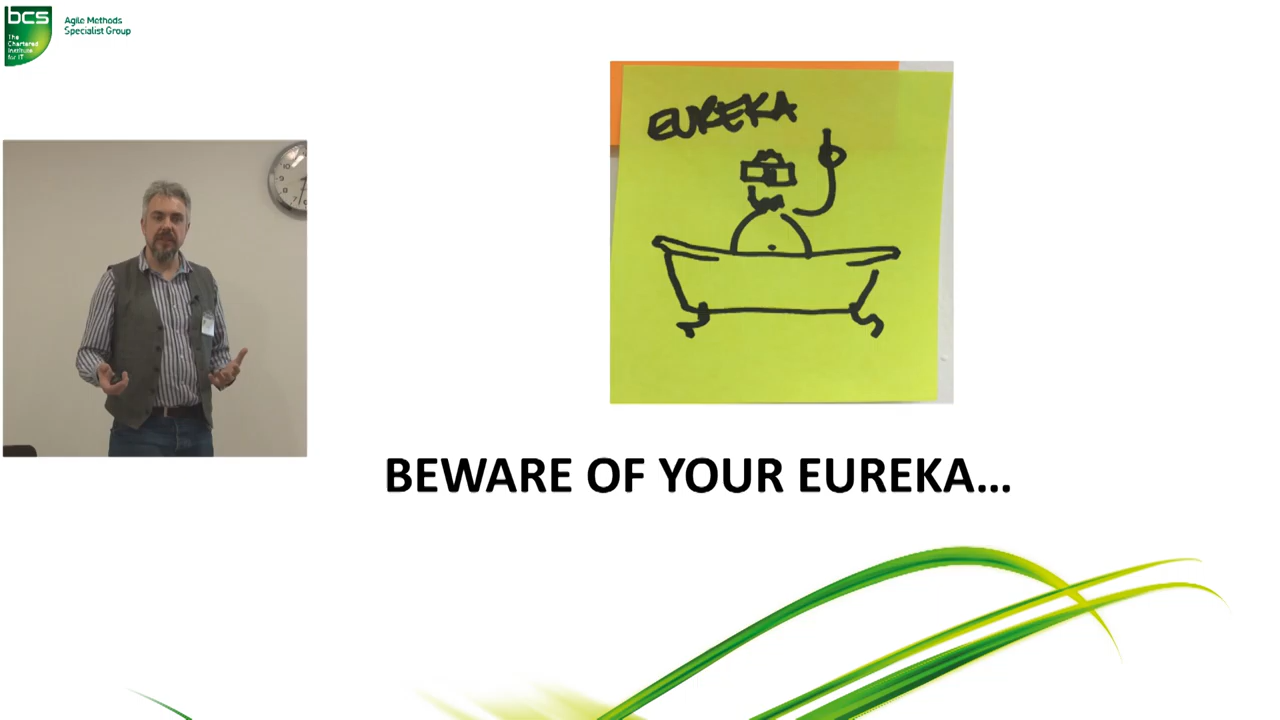 bcs
The
Chartered
Institute
for IT
Agile Methods
Specialist Group
EUREKA
BEWARE OF YOUR EUREKA...